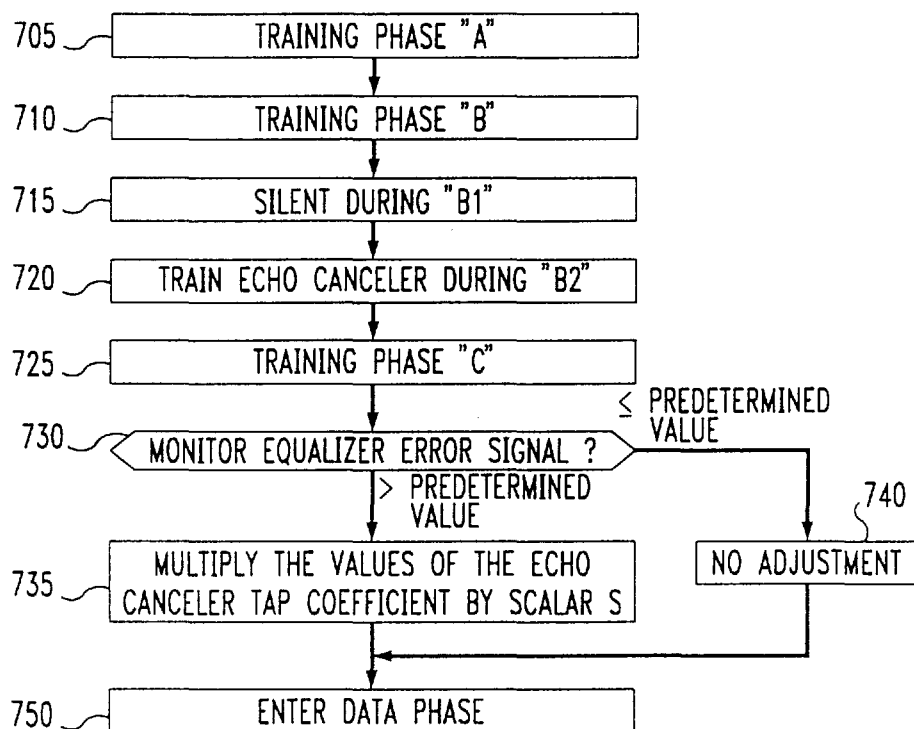 705
TRAINING PHASE "A"
710
TRAINING PHASE "B"
715
SILENT DURING "B1"
720
TRAIN ECHO CANCELER DURING "B2"
725
TRAINING PHASE "C"
≤ PREDETERMINED
VALUE
730
MONITOR EQUALIZER ERROR SIGNAL ?
> PREDETERMINED
VALUE
740
NO ADJUSTMENT
735
MULTIPLY THE VALUES OF THE ECHO
CANCELER TAP COEFFICIENT BY SCALAR S
750
ENTER DATA PHASE